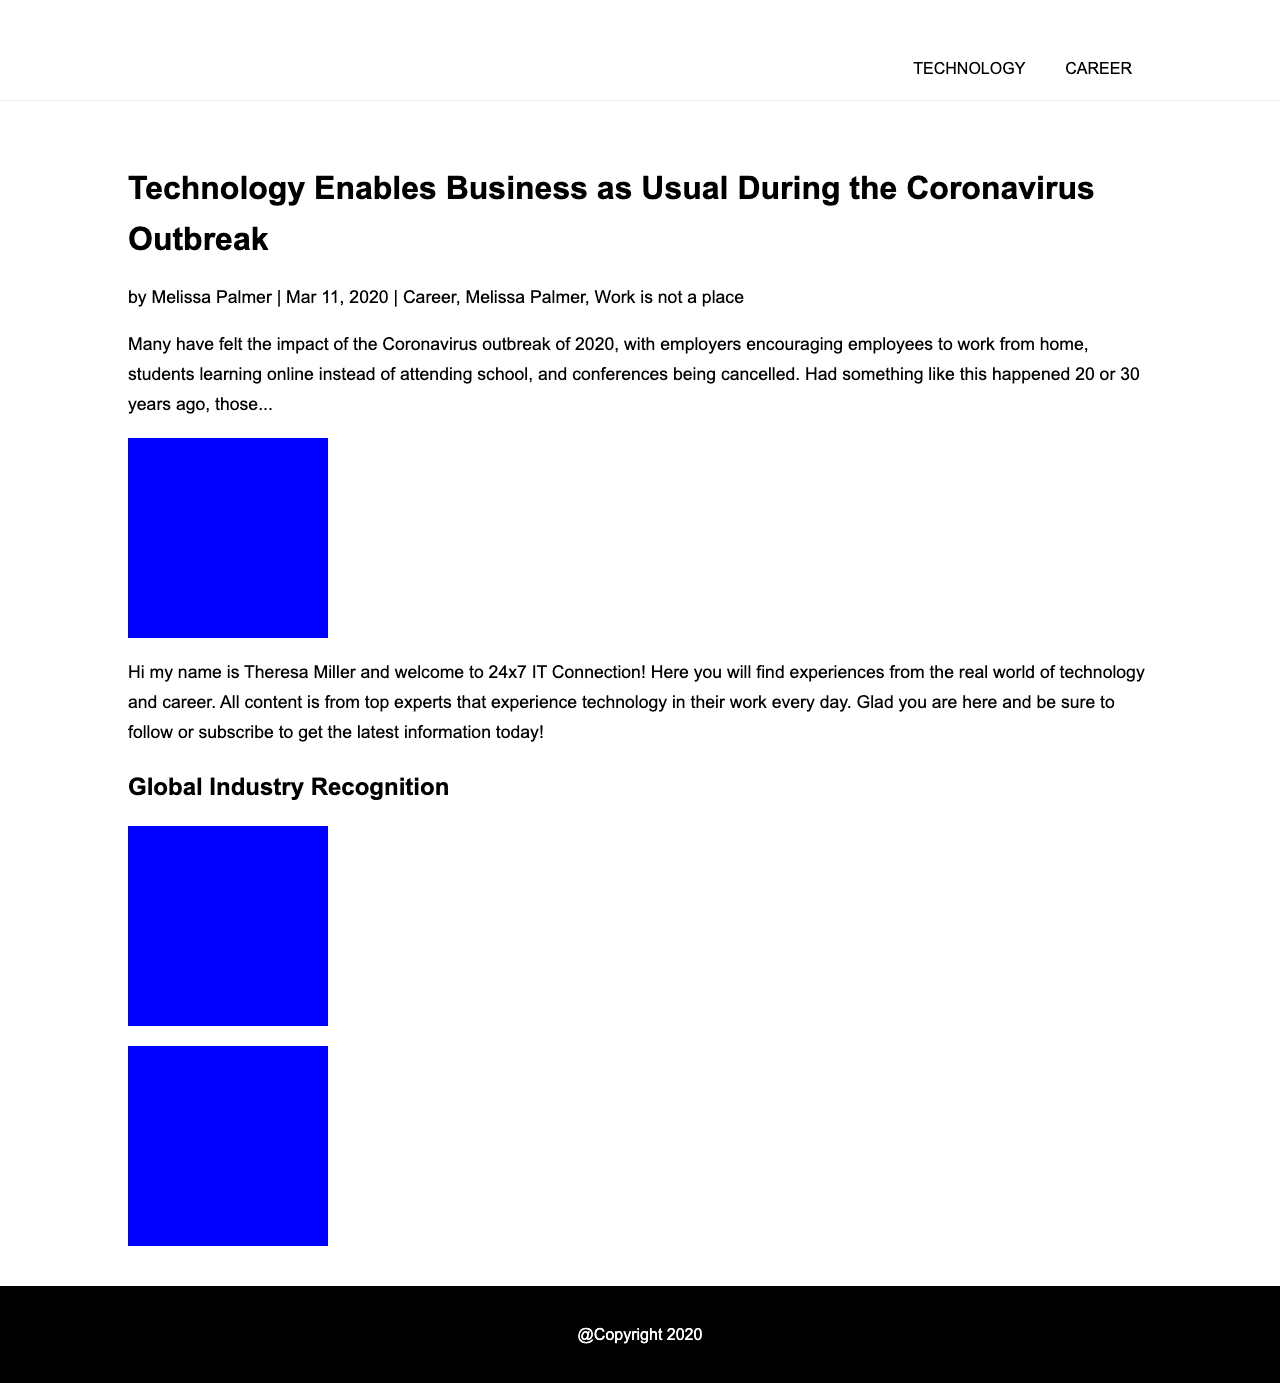 TECHNOLOGY
CAREER
Technology Enables Business as Usual During the Coronavirus
Outbreak
by Melissa Palmer | Mar 11, 2020 | Career, Melissa Palmer, Work is not a place
Many have felt the impact of the Coronavirus outbreak of 2020, with employers encouraging employees to work from home,
students learning online instead of attending school, and conferences being cancelled. Had something like this happened 20 or 30
years ago, those...
Hi my name is Theresa Miller and welcome to 24x7 IT Connection! Here you will find experiences from the real world of technology
and career. All content is from top experts that experience technology in their work every day. Glad you are here and be sure to
follow or subscribe to get the latest information today!
Global Industry Recognition
@Copyright 2020